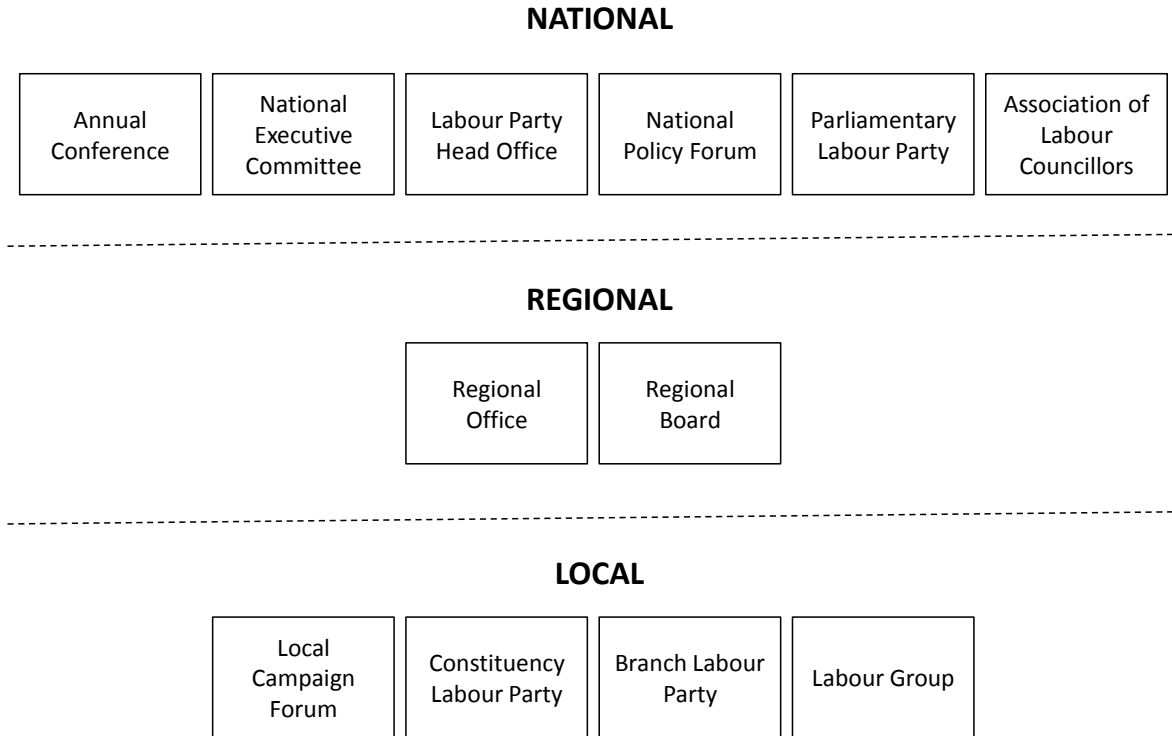 NATIONAL
Annual
Conference
National
Executive
Committee
Labour Party
Head Office
National
Policy Forum
Parliamentary
Labour Party
Association of
Labour
Councillors
REGIONAL
Regional
Office
Regional
Board
LOCAL
Local
Campaign
Forum
Constituency
Labour Party
Branch Labour
Party
Labour Group